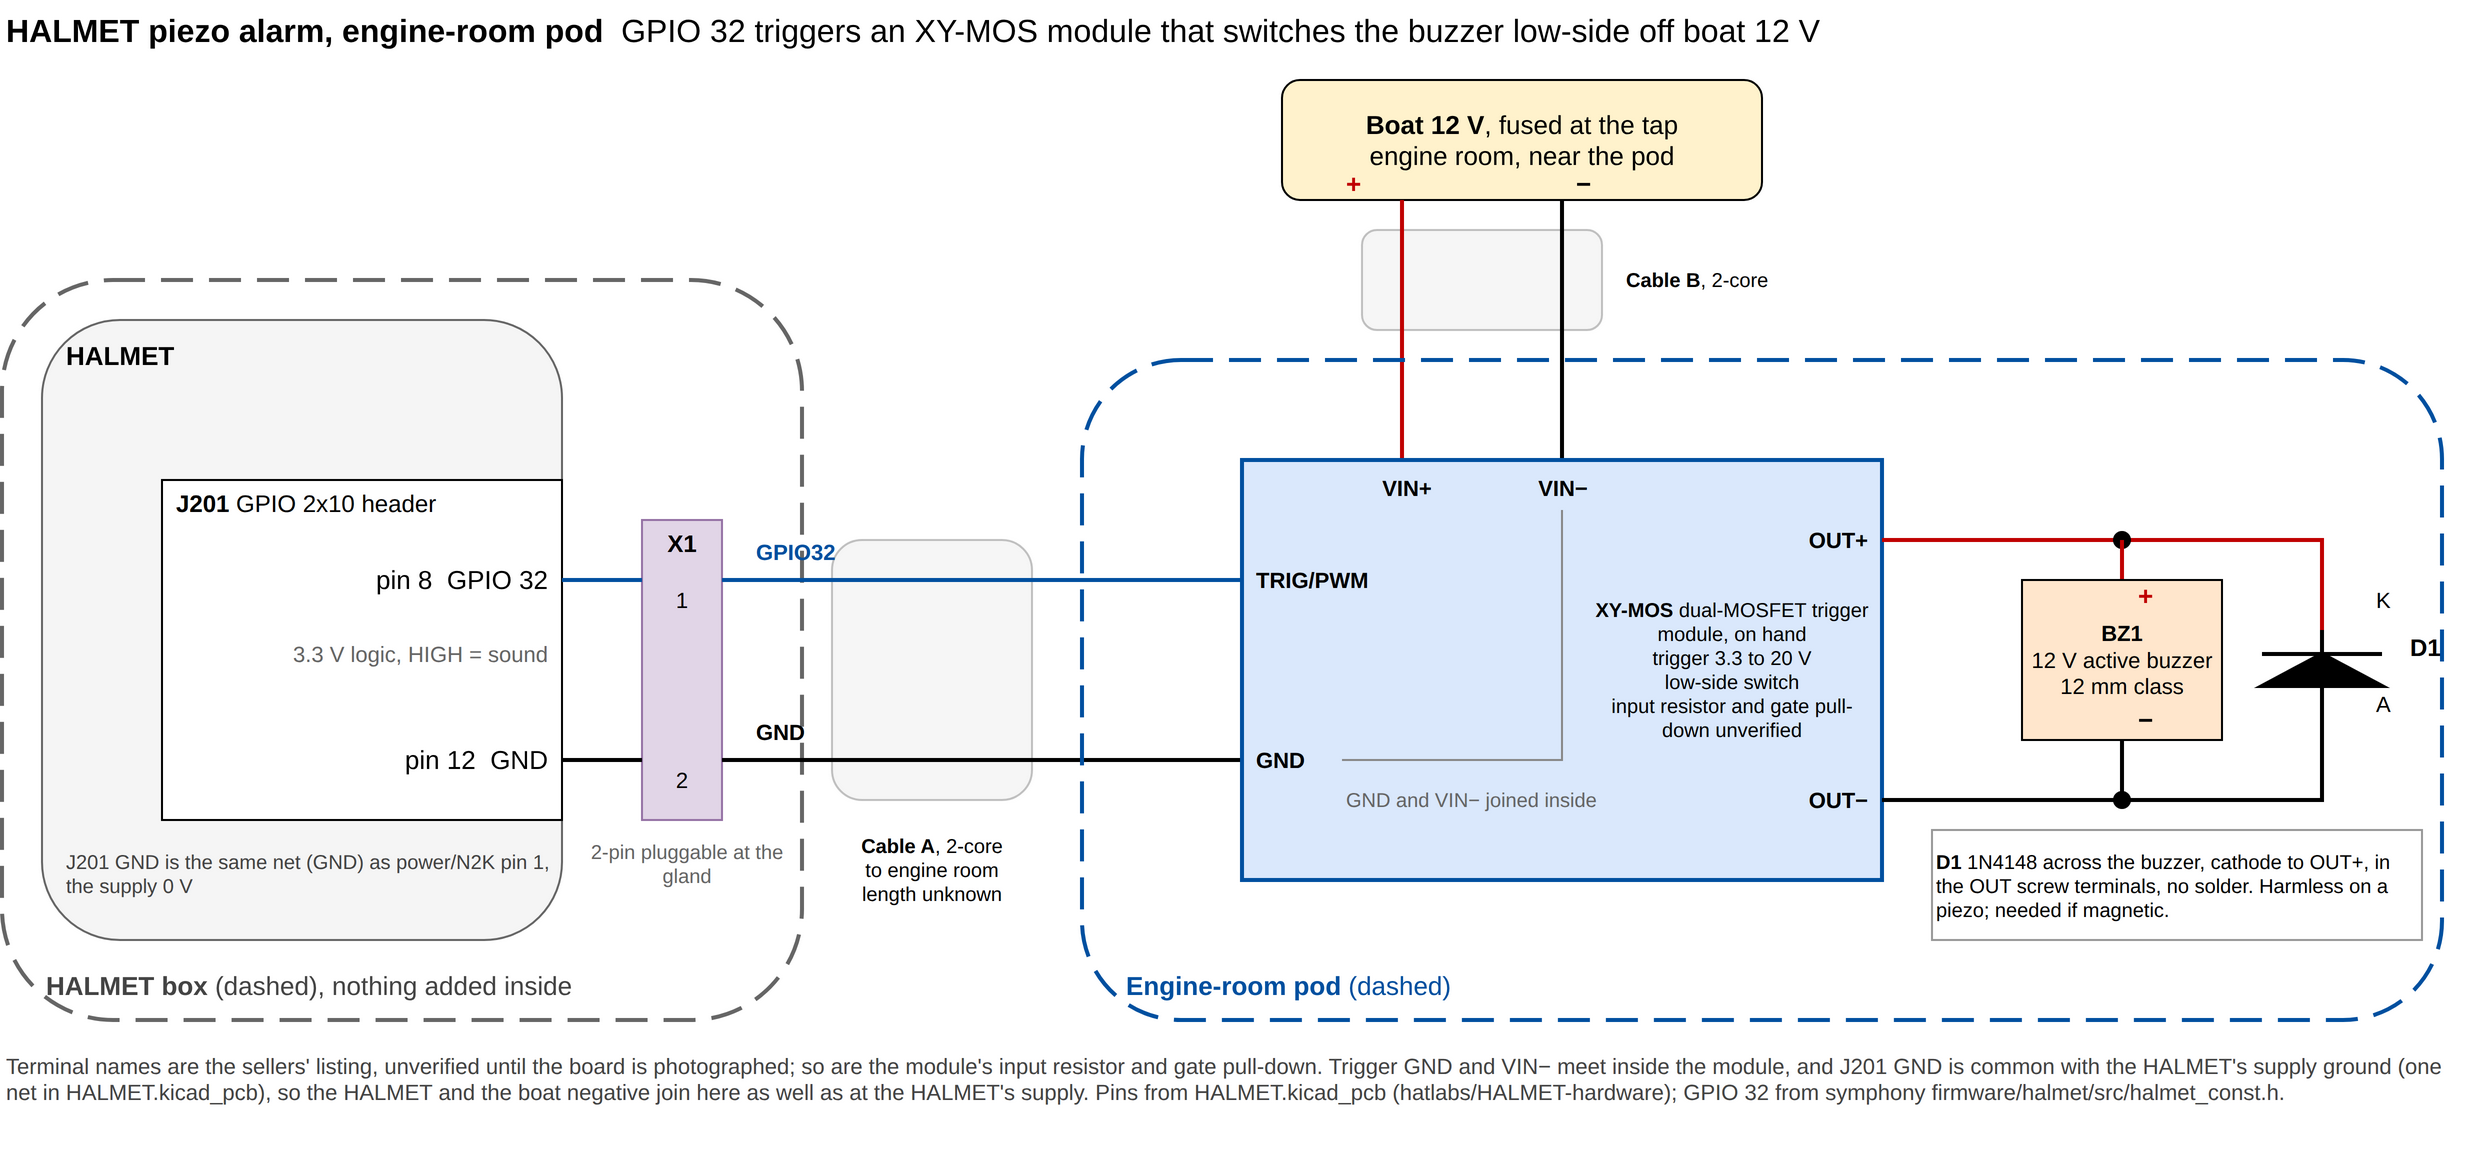 HALMET piezo alarm, engine-room pod  GPIO 32 triggers an XY-MOS module that switches the buzzer low-side off boat 12 V
Boat 12 V, fused at the tap
engine room, near the pod
+
−
Cable B, 2-core
HALMET
J201 GPIO 2x10 header
pin 8  GPIO 32
3.3 V logic, HIGH = sound
pin 12  GND
J201 GND is the same net (GND) as power/N2K pin 1,
the supply 0 V
HALMET box (dashed), nothing added inside
X1
1
2
2-pin pluggable at the
gland
GPIO32
GND
Cable A, 2-core
to engine room
length unknown
VIN+
VIN−
TRIG/PWM
GND
GND and VIN− joined inside
OUT+
XY-MOS dual-MOSFET trigger
module, on hand
trigger 3.3 to 20 V
low-side switch
input resistor and gate pull-
down unverified
OUT−
+
BZ1
12 V active buzzer
12 mm class
−
K
D1
A
D1 1N4148 across the buzzer, cathode to OUT+, in
the OUT screw terminals, no solder. Harmless on a
piezo; needed if magnetic.
Engine-room pod (dashed)
Terminal names are the sellers' listing, unverified until the board is photographed; so are the module's input resistor and gate pull-down. Trigger GND and VIN− meet inside the module, and J201 GND is common with the HALMET's supply ground (one
net in HALMET.kicad_pcb), so the HALMET and the boat negative join here as well as at the HALMET's supply. Pins from HALMET.kicad_pcb (hatlabs/HALMET-hardware); GPIO 32 from symphony firmware/halmet/src/halmet_const.h.